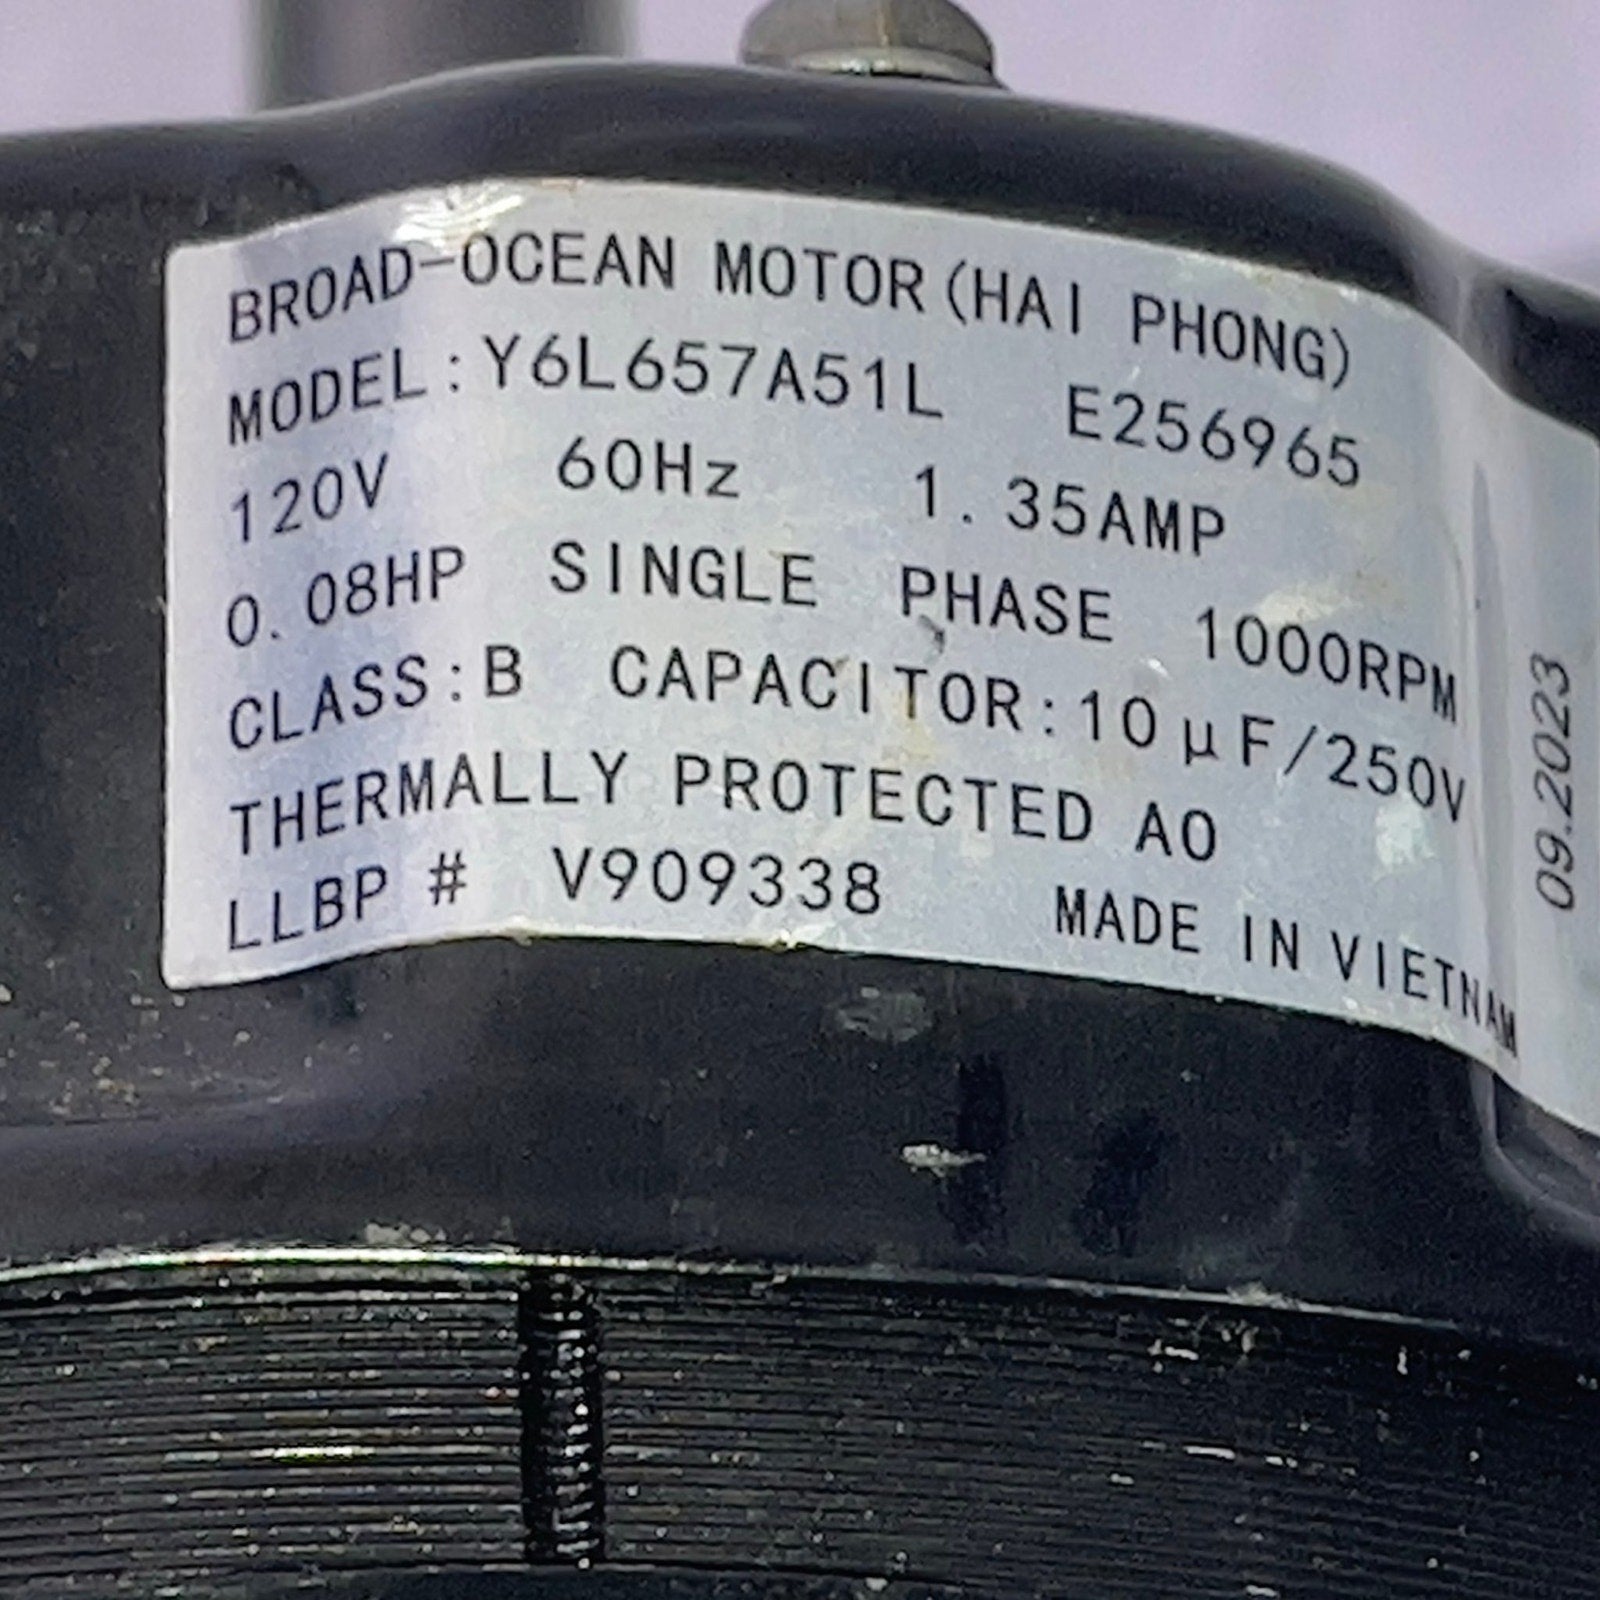 BROAD-OCEAN MOTOR(HAI PHONG)
MODEL:Y6L657A51L E256965
120V 60Hz 1.35AMP
0.08HP SINGLE PHASE 1000RPM
CLASS:B CAPACITOR:10μF/250V
THERMALLY PROTECTED AO
LLBP # V909338 MADE IN VIETNAM
09.2023